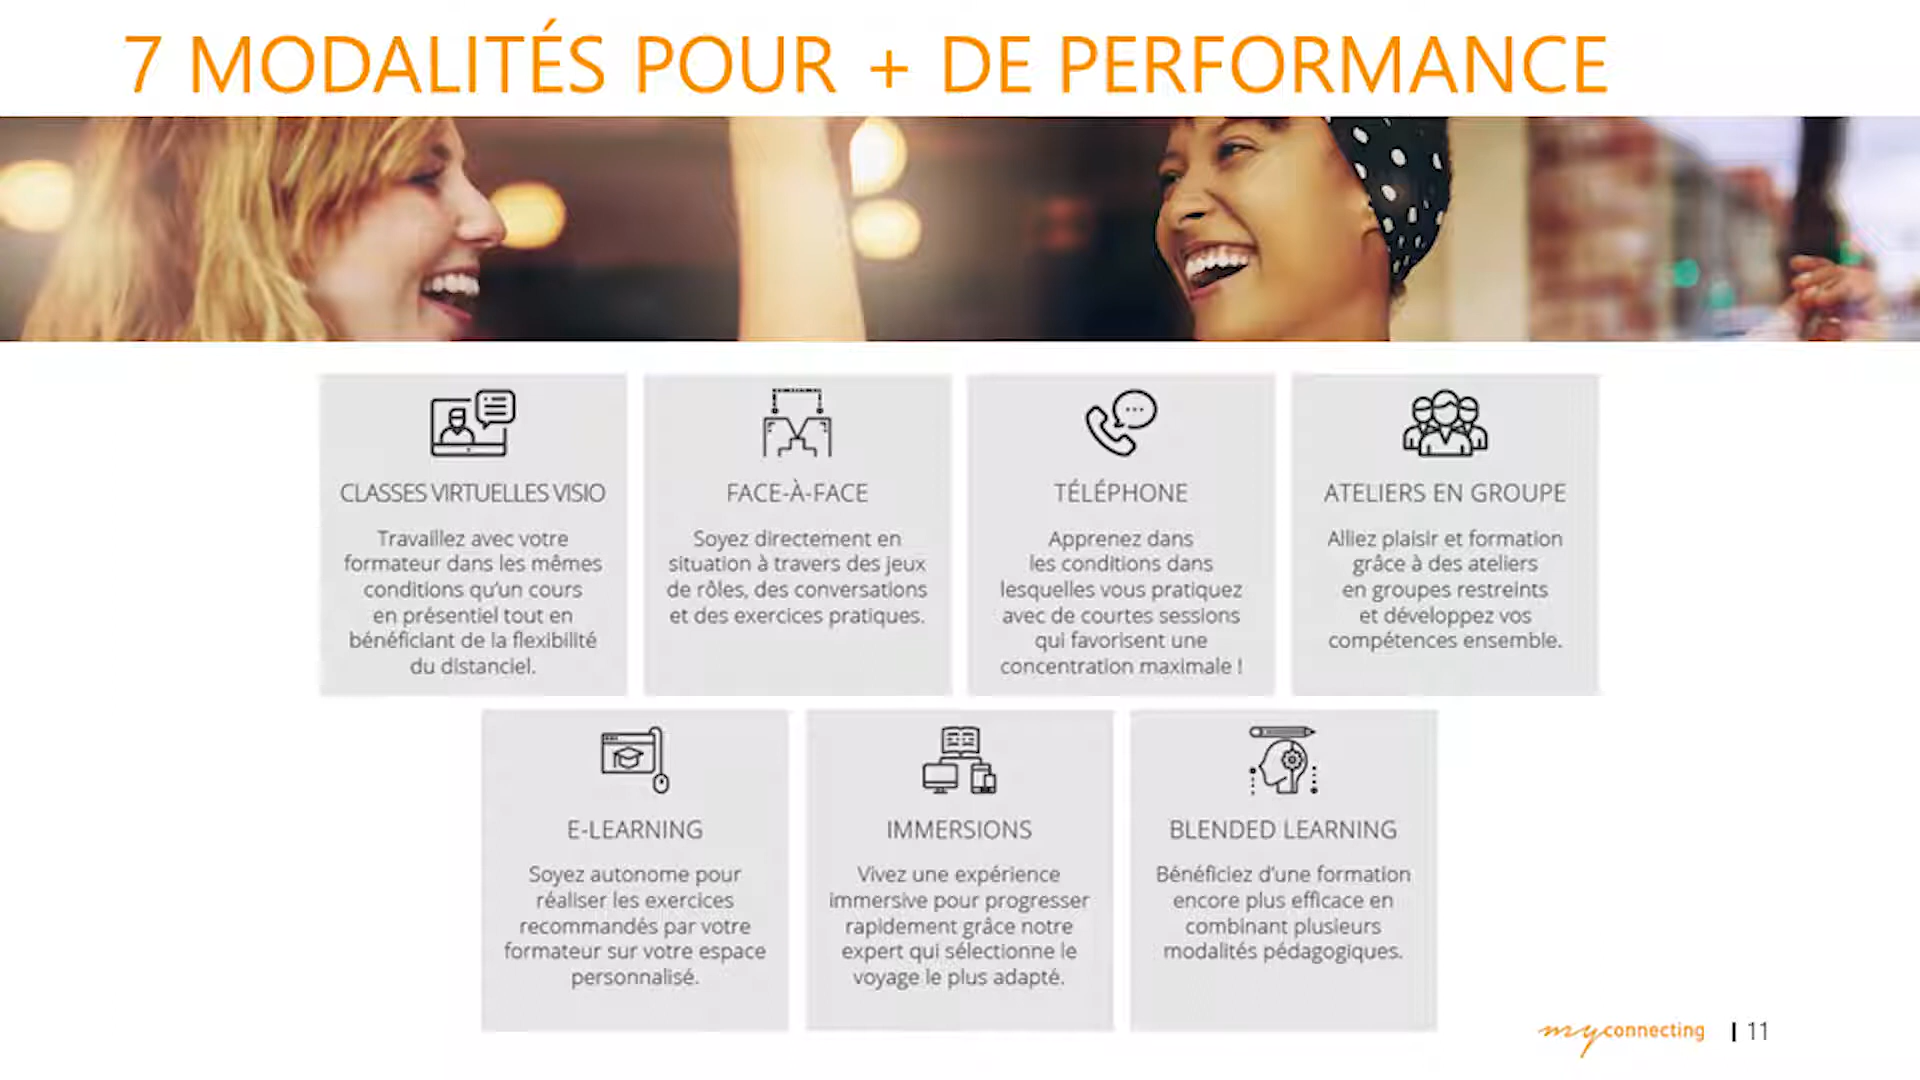 7 MODALITÉS POUR + DE PERFORMANCE
CLASSES VIRTUELLES VISIO
Travaillez avec votre
formateur dans les mêmes
conditions qu'un cours
en présentiel tout en
bénéficiant de la flexibilité
du distanciel.
FACE-À-FACE
Soyez directement en
situation à travers des jeux
de rôles, des conversations
et des exercices pratiques.
TÉLÉPHONE
Apprenez dans
les conditions dans
lesquelles vous pratiquez
avec de courtes sessions
qui favorisent une
concentration maximale !
ATELIERS EN GROUPE
Alliez plaisir et formation
grâce à des ateliers
en groupes restreints
et développez vos
compétences ensemble.
E-LEARNING
Soyez autonome pour
réaliser les exercices
recommandés par votre
formateur sur votre espace
personnalisé.
IMMERSIONS
Vivez une expérience
immersive pour progresser
rapidement grâce notre
expert qui sélectionne le
voyage le plus adapté.
BLENDED LEARNING
Bénéficiez d'une formation
encore plus efficace en
combinant plusieurs
modalités pédagogiques.
myconnecting | 11